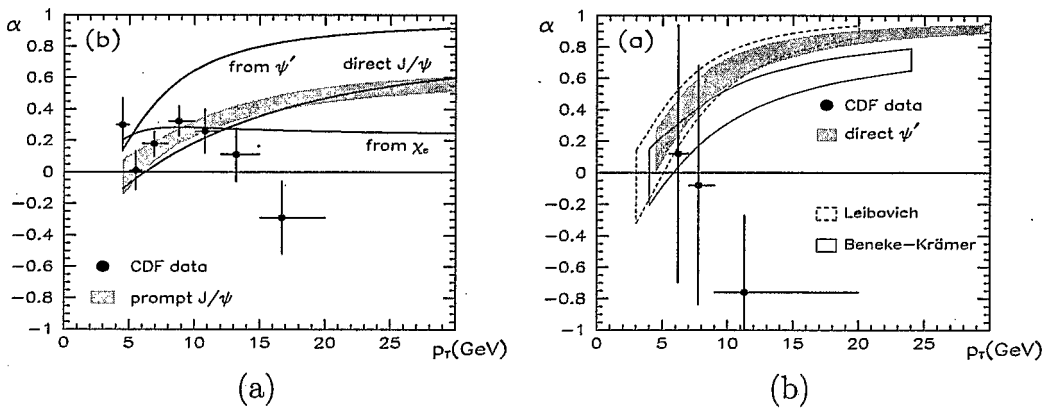 α
1
0.8
0.6
0.4
0.2
0
-0.2
-0.4
-0.6
-0.8
-1
(b)
from ψ'
direct J/ψ
from χc
CDF data
prompt J/ψ
0
5
10
15
20
25
pT(GeV)
(a)
α
1
0.8
0.6
0.4
0.2
0
-0.2
-0.4
-0.6
-0.8
-1
(a)
CDF data
direct ψ'
Leibovich
Beneke-Krämer
0
5
10
15
20
25
30
pT(GeV)
(b)